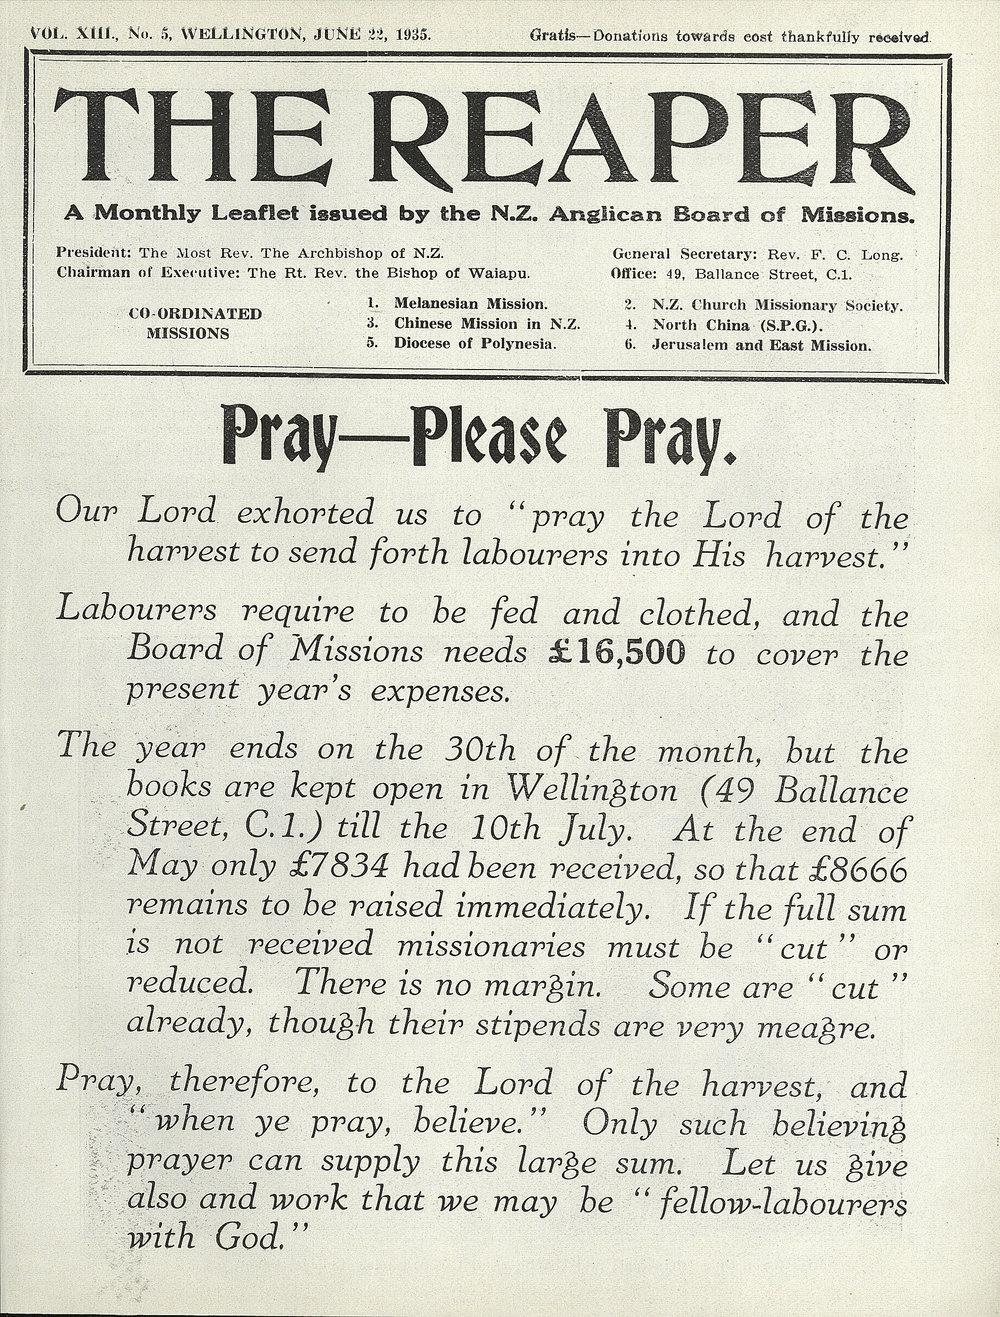 VOL. XIII., No. 5, WELLINGTON, JUNE 22, 1935. Gratis—Donations towards cost thankfully received
THE REAPER
A Monthly Leaflet issued by the N.Z. Anglican Board of Missions.
President: The Most Rev. The Archbishop of N.Z. General Secretary: Rev. F. C. Long.
Chairman of Executive: The Rt. Rev. the Bishop of Waiapu. Office: 49, Ballance Street, C.1.
CO-ORDINATED
MISSIONS
1. Melanesian Mission. 2. N.Z. Church Missionary Society.
3. Chinese Mission in N.Z. 4. North China (S.P.G.).
5. Diocese of Polynesia. 6. Jerusalem and East Mission.
Pray—Please Pray.
Our Lord exhorted us to "pray the Lord of the
harvest to send forth labourers into His harvest."
Labourers require to be fed and clothed, and the
Board of Missions needs £16,500 to cover the
present year's expenses.
The year ends on the 30th of the month, but the
books are kept open in Wellington (49 Ballance
Street, C.1.) till the 10th July. At the end of
May only £7834 had been received, so that £8666
remains to be raised immediately. If the full sum
is not received missionaries must be "cut" or
reduced. There is no margin. Some are "cut"
already, though their stipends are very meagre.
Pray, therefore, to the Lord of the harvest, and
"when ye pray, believe." Only such believing
prayer can supply this large sum. Let us give
also and work that we may be "fellow-labourers
with God."